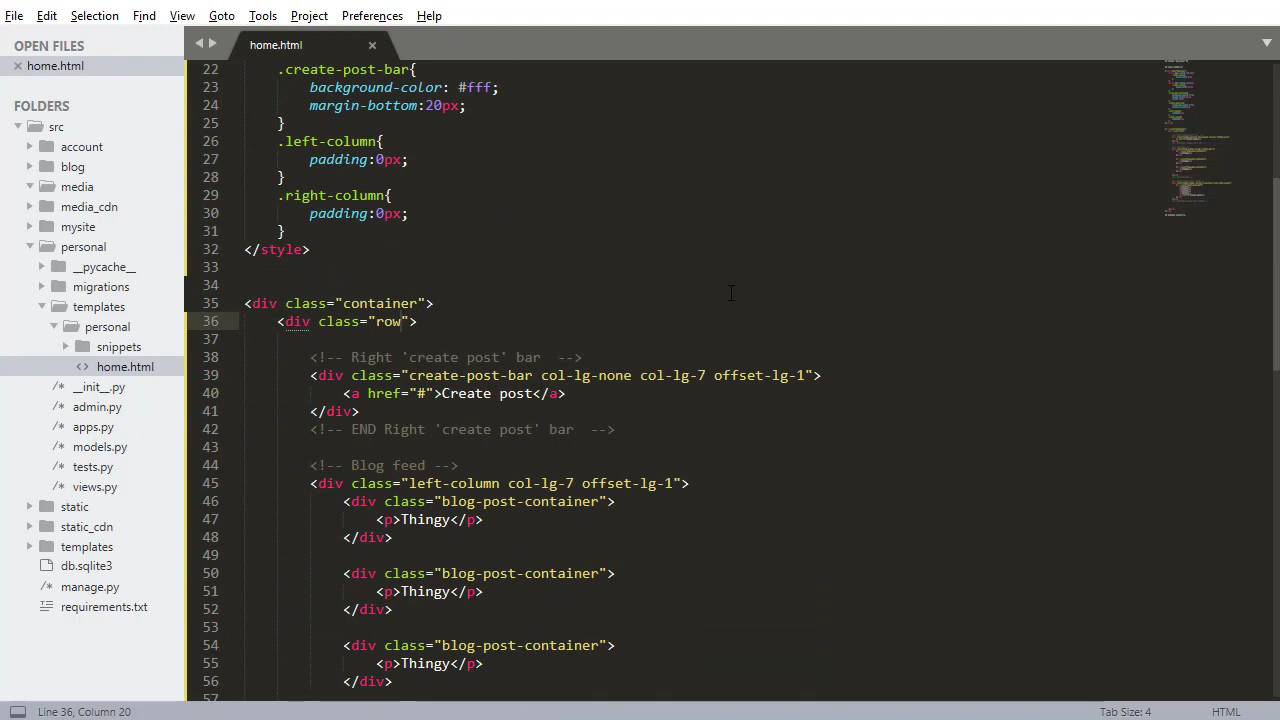 File Edit Selection Find View Goto Tools Project Preferences Help
OPEN FILES
home.html
FOLDERS
src
account
blog
media
media_cdn
mysite
personal
__pycache__
migrations
templates
personal
snippets
home.html
__init__.py
admin.py
apps.py
models.py
tests.py
views.py
static
static_cdn
templates
db.sqlite3
manage.py
requirements.txt
home.html
22 .create-post-bar{
23 background-color: #fff;
24 margin-bottom:20px;
25 }
26 .left-column{
27 padding:0px;
28 }
29 .right-column{
30 padding:0px;
31 }
32 </style>
33
34
35 <div class="container">
36 <div class="row">
37
38 <!-- Right 'create post' bar  -->
39 <div class="create-post-bar col-lg-none col-lg-7 offset-lg-1">
40 <a href="#">Create post</a>
41 </div>
42 <!-- END Right 'create post' bar  -->
43
44 <!-- Blog feed -->
45 <div class="left-column col-lg-7 offset-lg-1">
46 <div class="blog-post-container">
47 <p>Thingy</p>
48 </div>
49
50 <div class="blog-post-container">
51 <p>Thingy</p>
52 </div>
53
54 <div class="blog-post-container">
55 <p>Thingy</p>
56 </div>
57
Line 36, Column 20 Tab Size: 4 HTML